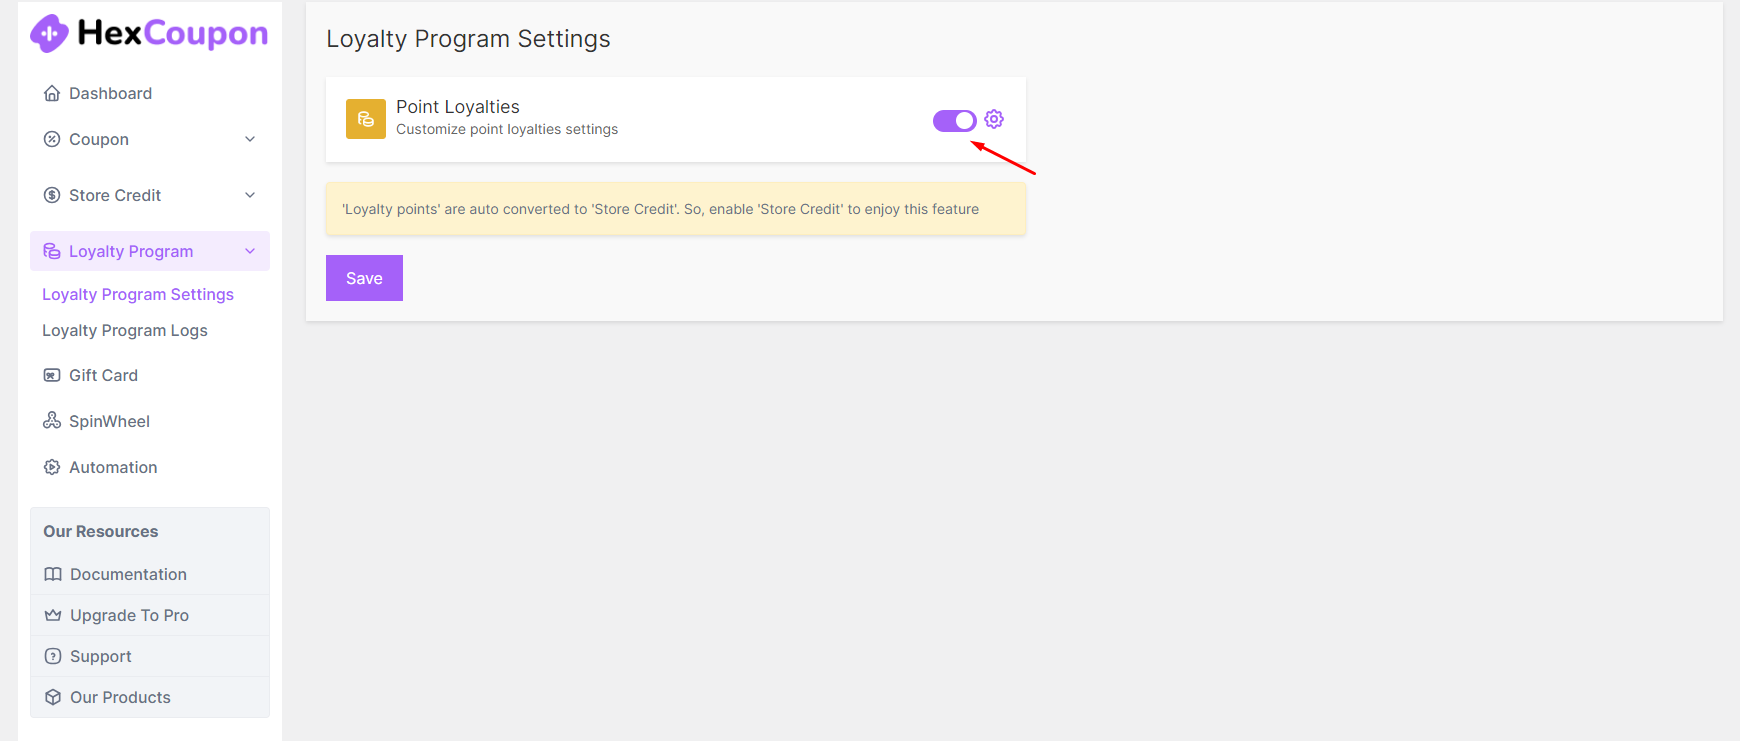 HexCoupon
Dashboard
Coupon
Store Credit
Loyalty Program
Loyalty Program Settings
Loyalty Program Logs
Gift Card
SpinWheel
Automation
Our Resources
Documentation
Upgrade To Pro
Support
Our Products
Loyalty Program Settings
Point Loyalties
Customize point loyalties settings
'Loyalty points' are auto converted to 'Store Credit'. So, enable 'Store Credit' to enjoy this feature
Save